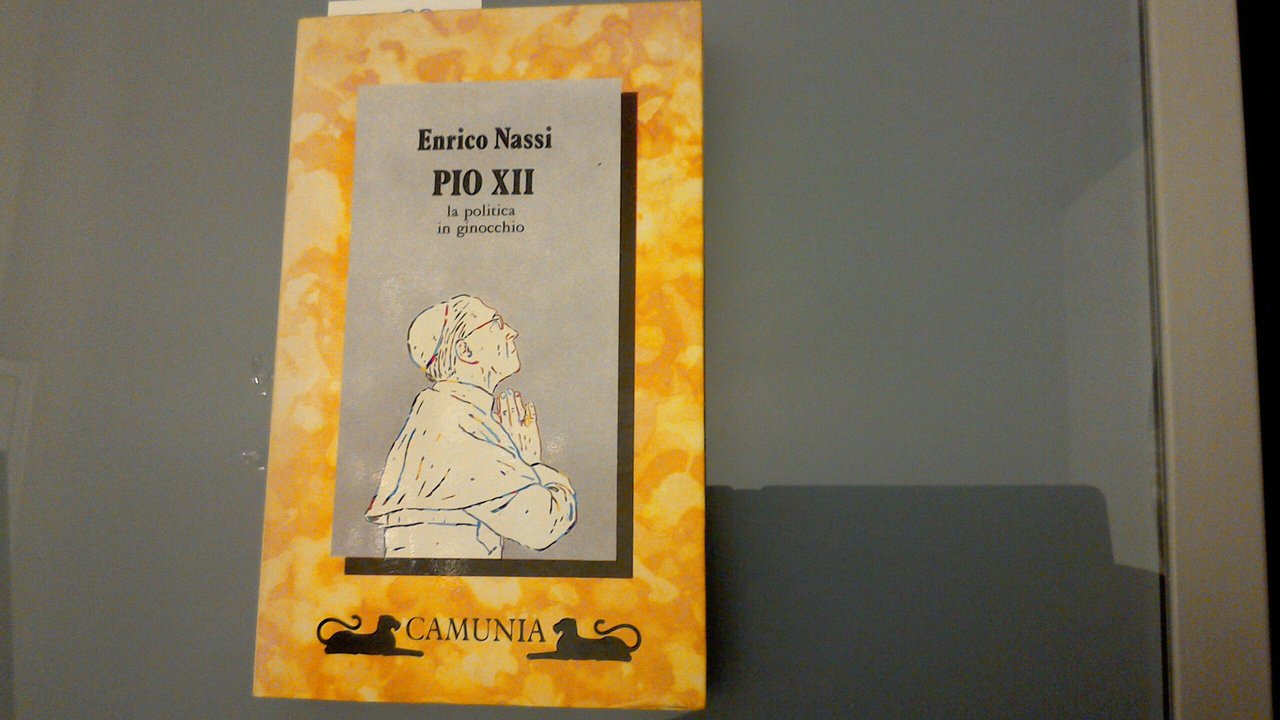 Enrico Nassi
PIO XII
la politica
in ginocchio
CAMUNIA